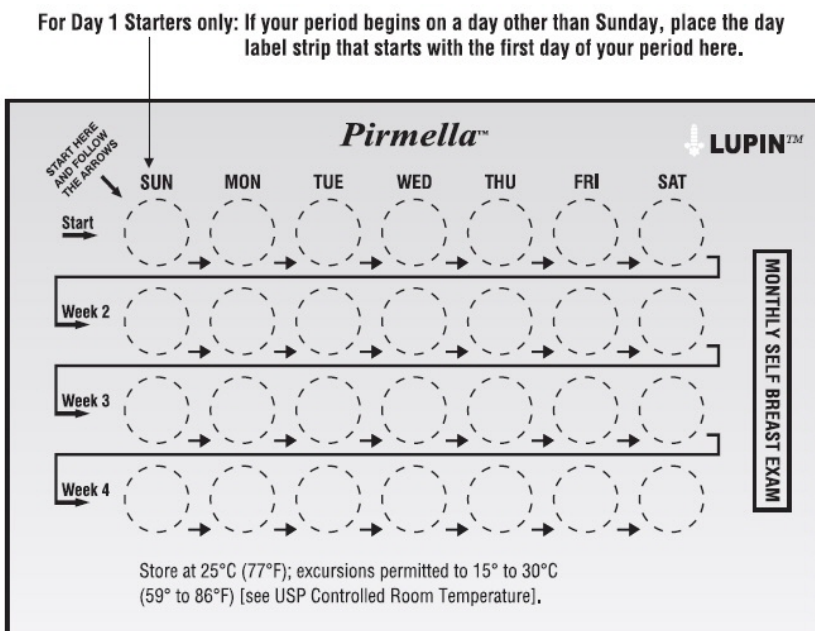 For Day 1 Starters only: If your period begins on a day other than Sunday, place the day
label strip that starts with the first day of your period here.
Pirmella™
LUPIN™
START HERE
AND FOLLOW
THE ARROWS
SUN MON TUE WED THU FRI SAT
Start
Week 2
Week 3
Week 4
MONTHLY SELF BREAST EXAM
Store at 25°C (77°F); excursions permitted to 15° to 30°C
(59° to 86°F) [see USP Controlled Room Temperature].